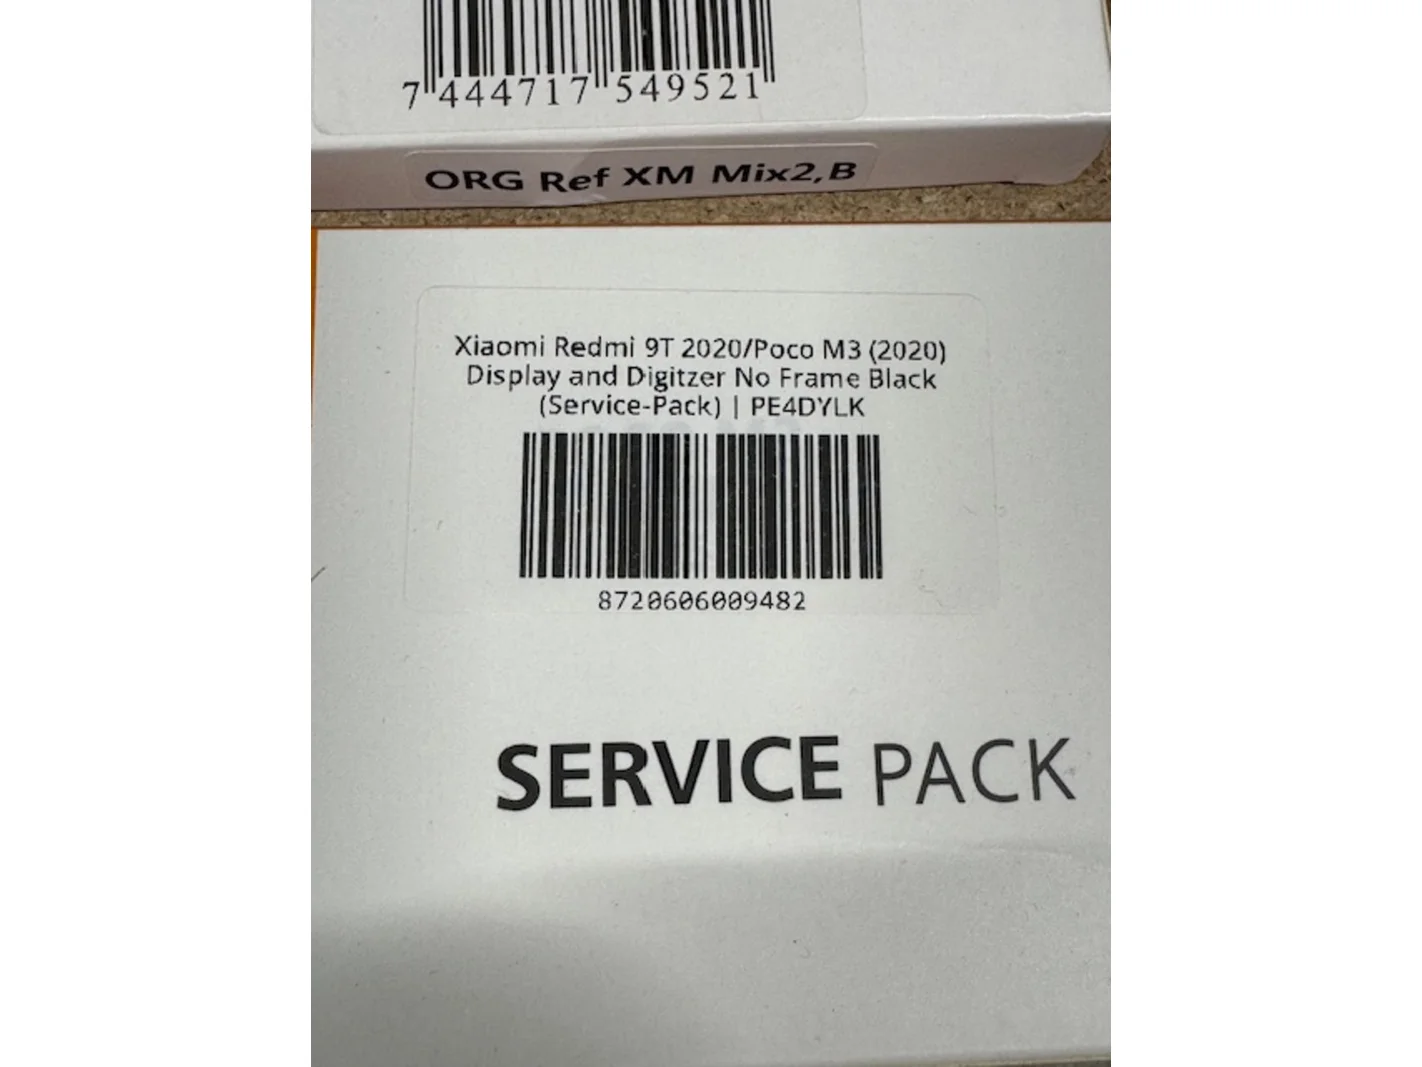 7 444717 549521
ORG Ref XM Mix2,B
Xiaomi Redmi 9T 2020/Poco M3 (2020)
Display and Digitzer No Frame Black
(Service-Pack) | PE4DYLK
8720606009482
SERVICE PACK